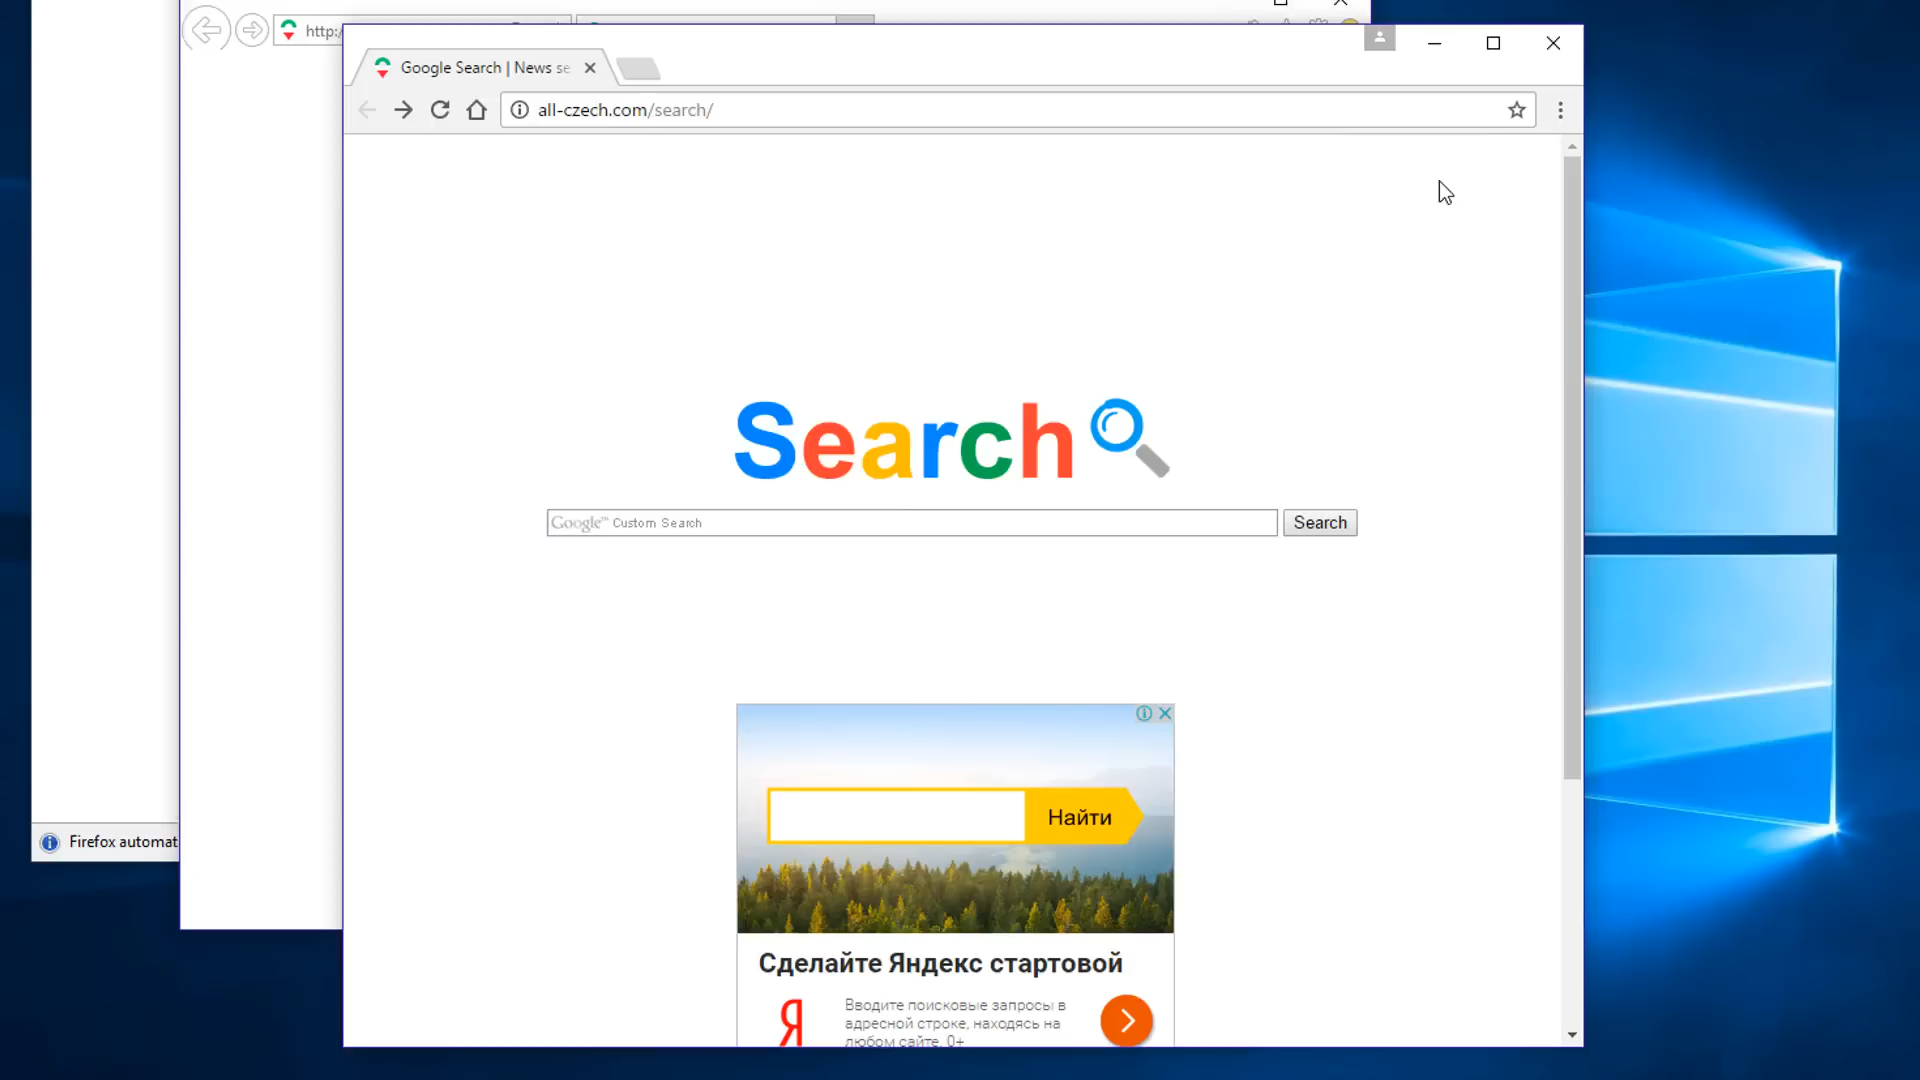 http:/
Google Search | News se
all-czech.com/search/
Search
Google™ Custom Search
Search
Найти
Сделайте Яндекс стартовой
Я
Вводите поисковые запросы в
адресной строке, находясь на
любом сайте. 0+
Firefox automat